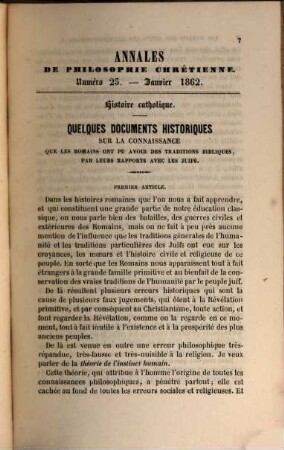 7
ANNALES
DE PHILOSOPHIE CHRÉTIENNE.
Numéro 25. — Janvier 1862.
Histoire catholique.
QUELQUES DOCUMENTS HISTORIQUES
SUR LA CONNAISSANCE
QUE LES ROMAINS ONT PU AVOIR DES TRADITIONS BIBLIQUES,
PAR LEURS RAPPORTS AVEC LES JUIFS.
PREMIER ARTICLE.
Dans les histoires romaines que l'on nous a fait apprendre,
et qui constituent une grande partie de notre éducation clas-
sique, on nous parle bien des batailles, des guerres civiles et
extérieures des Romains, mais on ne fait à peu près aucune
mention de l'influence que les traditions générales de l'huma-
nité et les traditions particulières des Juifs ont eue sur les
croyances, les mœurs et l'histoire civile et religieuse de ce
peuple. En sorte que les Romains nous apparaissent tout à fait
étrangers à la grande famille primitive et au bienfait de la con-
servation des vraies traditions de l'humanité par le peuple juif.
De là résultent plusieurs erreurs historiques qui sont la
cause de plusieurs faux jugements, qui ôtent à la Révélation
primitive, et par conséquent au Christianisme, toute action, et
font regarder la Révélation, comme on la regarde en ce mo-
ment, tout à fait inutile à l'existence et à la prospérité des plus
anciens peuples.
De là est venue en outre une erreur philosophique très-
répandue, très-fausse et très-nuisible à la religion. Je veux
parler de la théorie de l'instinct humain.
Cette théorie, qui attribue à l'homme l'origine de toutes les
connaissances philosophiques, a pénétré partout; elle est
cachée au fond de toutes les erreurs sociales et religieuses. Et